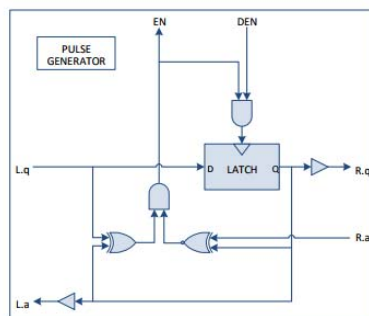 EN
DEN
PULSE
GENERATOR
L.q
D
LATCH
Q
R.q
R.a
L.a